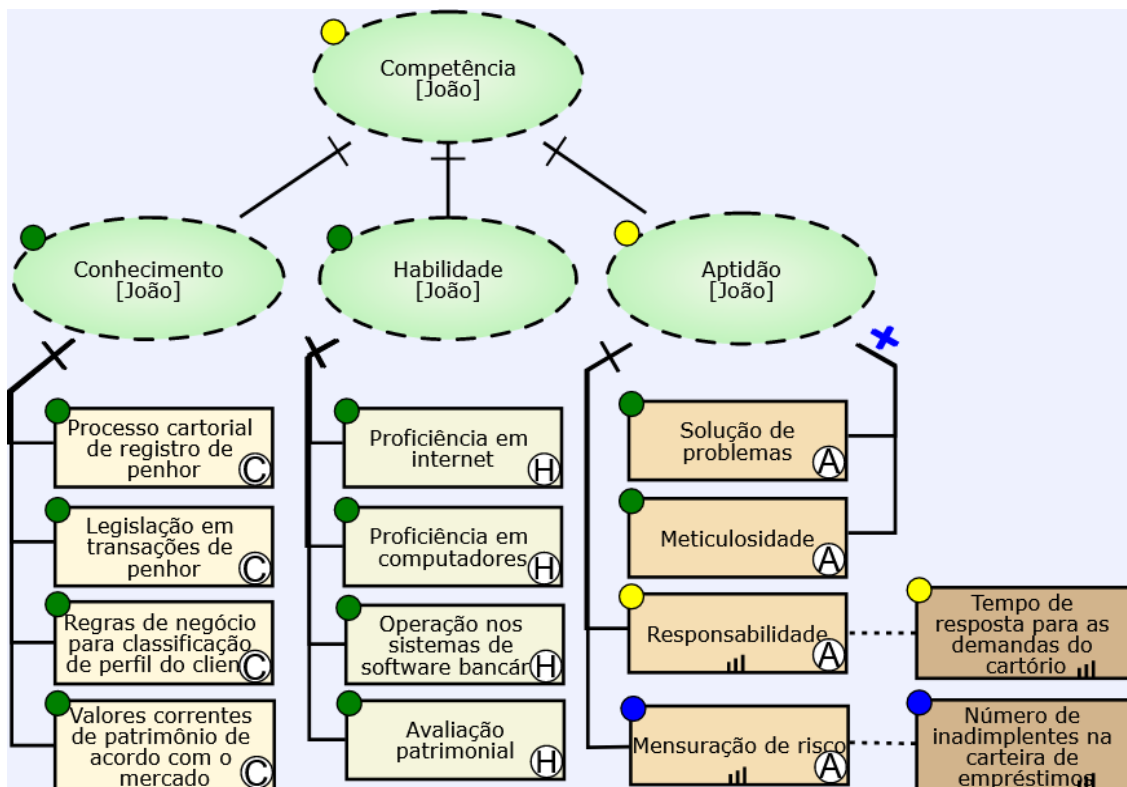 Competência
[João]
Conhecimento
[João]
Habilidade
[João]
Aptidão
[João]
Processo cartorial
de registro de
penhor
C
Legislação em
transações de
penhor
C
Regras de negócio
para classificação
de perfil do clien
C
Valores correntes
de patrimônio de
acordo com o
mercado
C
Proficiência em
internet
H
Proficiência em
computadores
H
Operação nos
sistemas de
software bancár
H
Avaliação
patrimonial
H
Solução de
problemas
A
Meticulosidade
A
Responsabilidade
A
Mensuração de risco
A
Tempo de
resposta para as
demandas do
cartório
Número de
inadimplentes na
carteira de
empréstimos